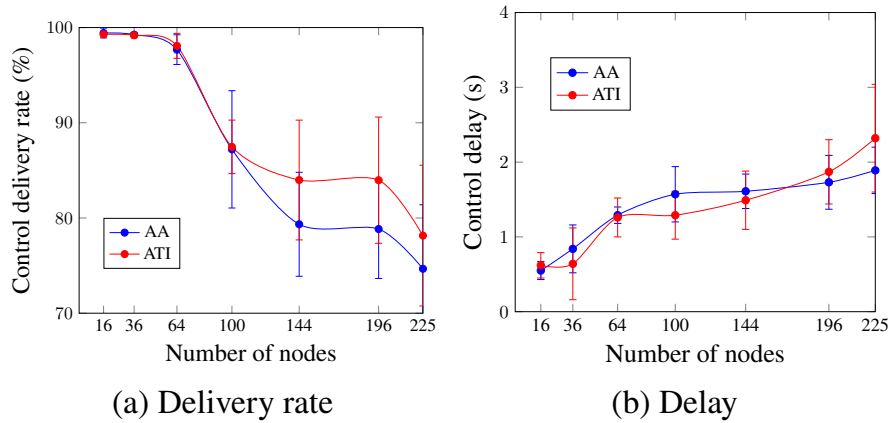 100
90
80
70
Control delivery rate (%)
AA
ATI
16 36 64 100 144 196 225
Number of nodes
(a) Delivery rate
4
3
2
1
0
Control delay (s)
AA
ATI
16 36 64 100 144 196 225
Number of nodes
(b) Delay